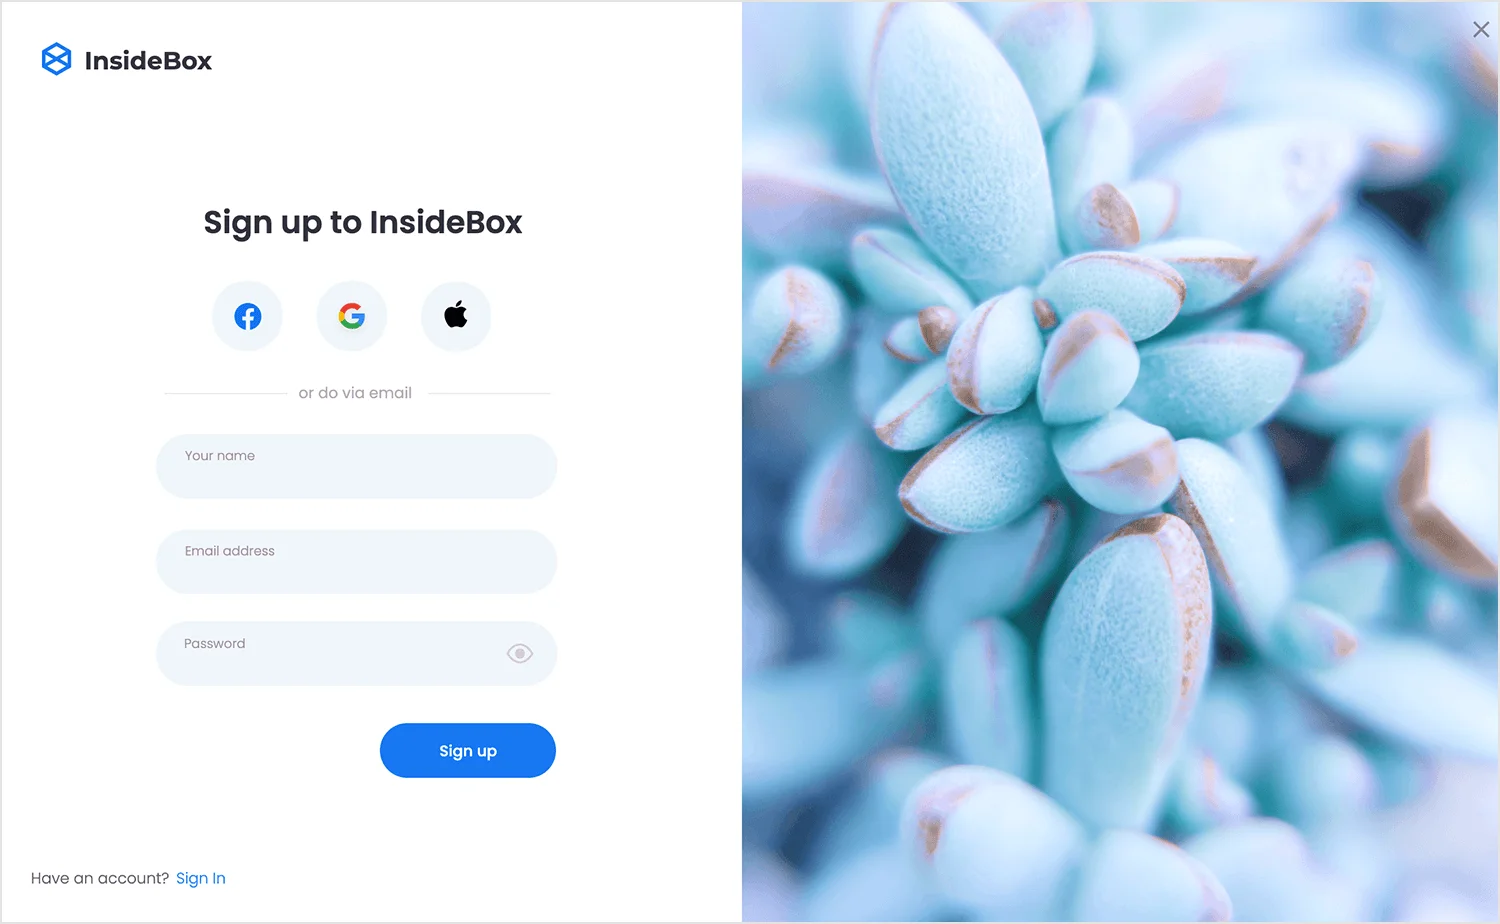 InsideBox
Sign up to InsideBox
or do via email
Your name
Email address
Password
Sign up
Have an account? Sign In